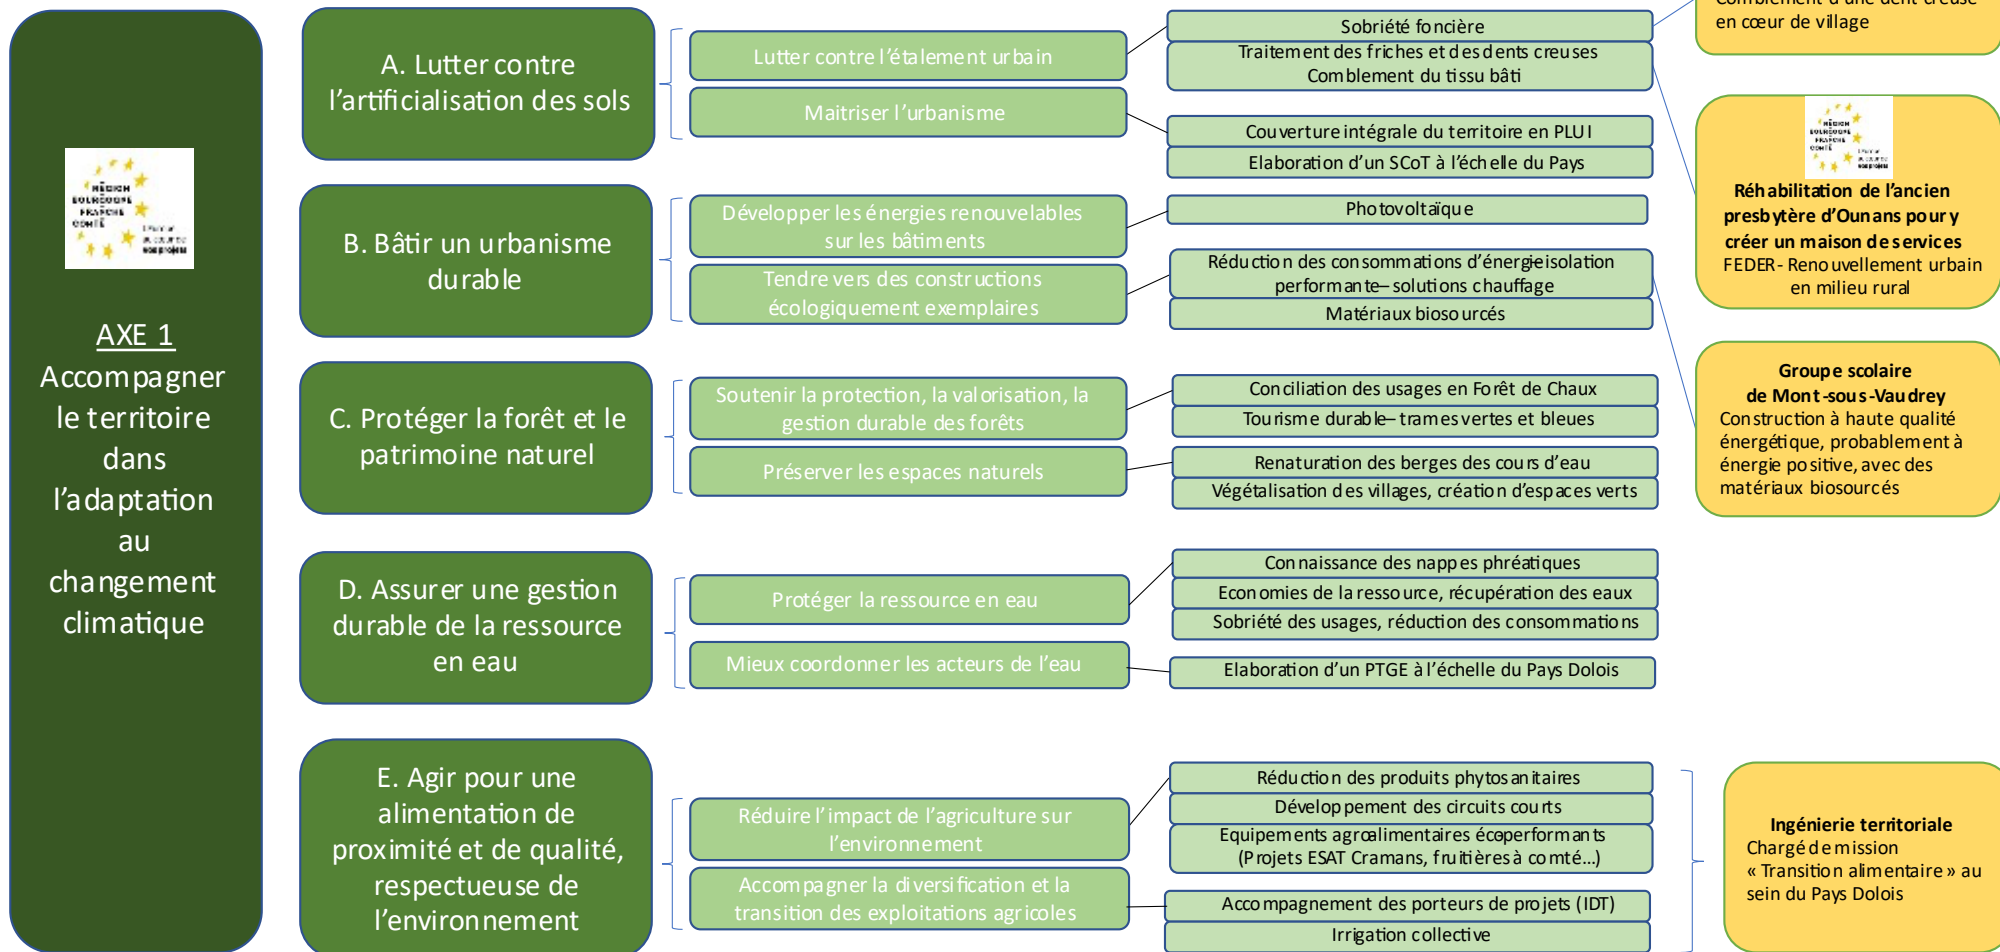 RÉGION
BOURGOGNE
FRANCHE
COMTÉ
AXE 1
Accompagner
le territoire
dans
l'adaptation
au
changement
climatique
A. Lutter contre
l'artificialisation des sols
Lutter contre l'étalement urbain
Maitriser l'urbanisme
Sobriété foncière
Traitement des friches et des dents creuses
Comblement du tissu bâti
Couverture intégrale du territoire en PLUI
Elaboration d'un SCoT à l'échelle du Pays
en cœur de village
B. Bâtir un urbanisme
durable
Développer les énergies renouvelables
sur les bâtiments
Tendre vers des constructions
écologiquement exemplaires
Photovoltaïque
Réduction des consommations d'énergie–isolation
performante– solutions chauffage
Matériaux biosourcés
RÉGION
BOURGOGNE
FRANCHE
COMTÉ
Réhabilitation de l'ancien
presbytère d'Ounans pour y
créer un maison de services
FEDER- Renouvellement urbain
en milieu rural
C. Protéger la forêt et le
patrimoine naturel
Soutenir la protection, la valorisation, la
gestion durable des forêts
Préserver les espaces naturels
Conciliation des usages en Forêt de Chaux
Tourisme durable– trames vertes et bleues
Renaturation des berges des cours d'eau
Végétalisation des villages, création d'espaces verts
Groupe scolaire
de Mont-sous-Vaudrey
Construction à haute qualité
énergétique, probablement à
énergie positive, avec des
matériaux biosourcés
D. Assurer une gestion
durable de la ressource
en eau
Protéger la ressource en eau
Mieux coordonner les acteurs de l'eau
Connaissance des nappes phréatiques
Economies de la ressource, récupération des eaux
Sobriété des usages, réduction des consommations
Elaboration d'un PTGE à l'échelle du Pays Dolois
E. Agir pour une
alimentation de
proximité et de qualité,
respectueuse de
l'environnement
Réduire l'impact de l'agriculture sur
l'environnement
Accompagner la diversification et la
transition des exploitations agricoles
Réduction des produits phytosanitaires
Développement des circuits courts
Equipements agroalimentaires écoperformants
(Projets ESAT Cramans, fruitières à comté...)
Accompagnement des porteurs de projets (IDT)
Irrigation collective
Ingénierie territoriale
Chargé de mission
« Transition alimentaire » au
sein du Pays Dolois